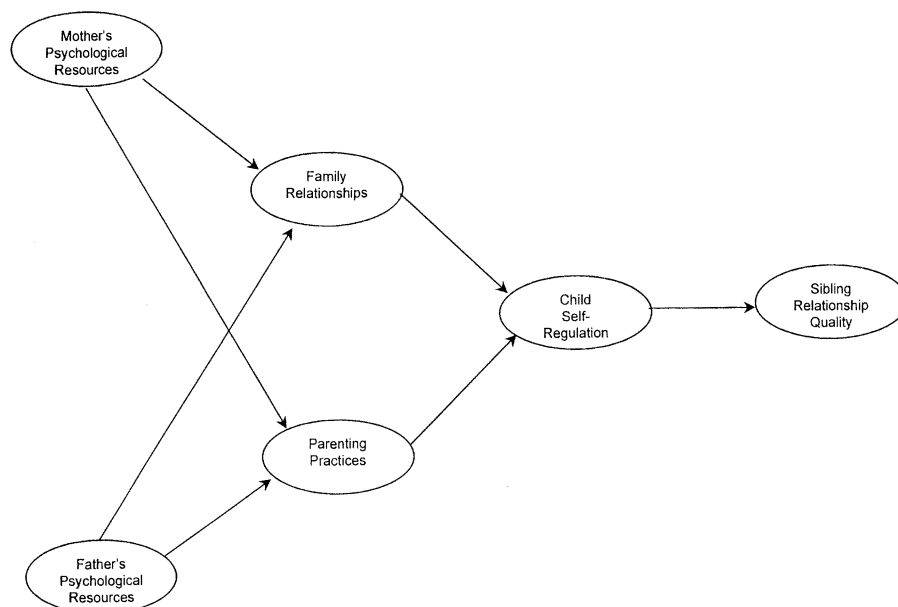 Mother's
Psychological
Resources
Family
Relationships
Child
Self-
Regulation
Sibling
Relationship
Quality
Parenting
Practices
Father's
Psychological
Resources